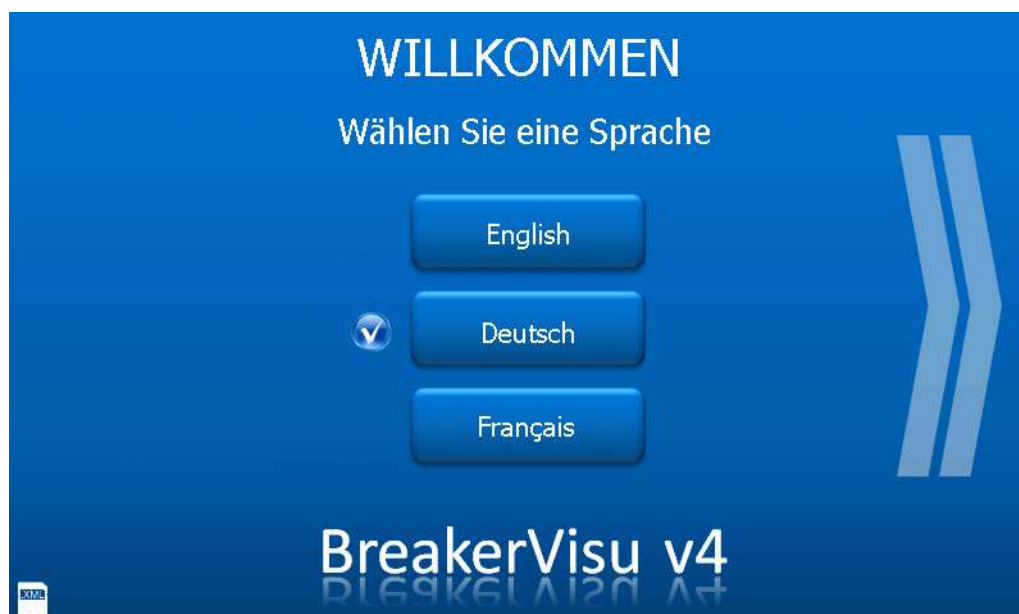 WILLKOMMEN
Wählen Sie eine Sprache
English
Deutsch
Français
BreakerVisu v4
.XML